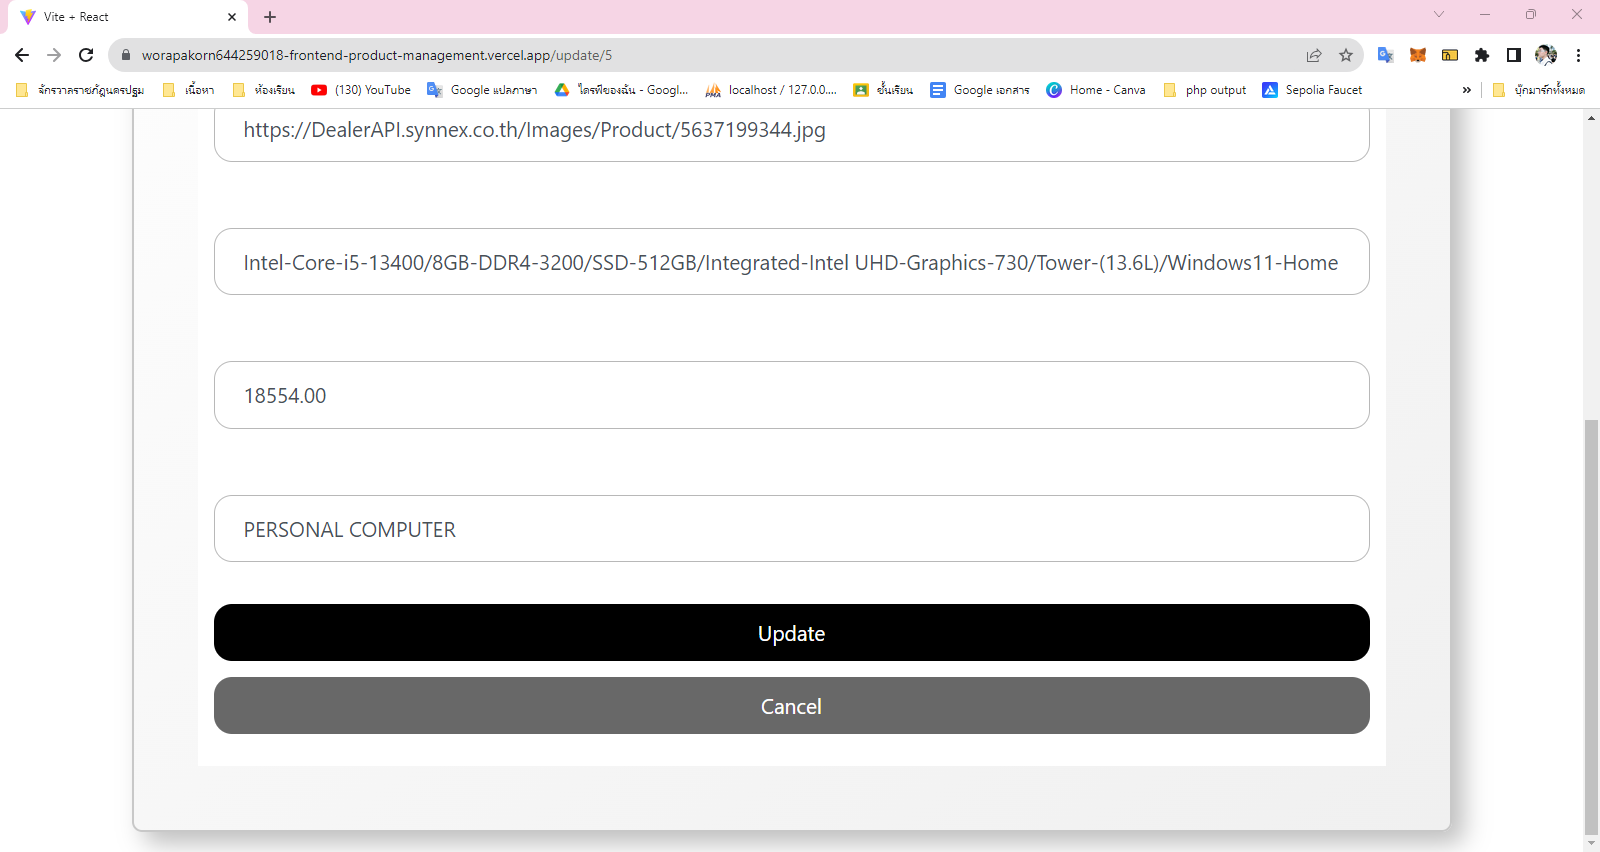 Vite + React
worapakorn644259018-frontend-product-management.vercel.app/update/5
จักรวาลราชภัฏนครปฐม เนื้อหา ห้องเรียน (130) YouTube Google แปลภาษา ไดรฟ์ของฉัน - Googl... localhost / 127.0.0.... ชั้นเรียน Google เอกสาร Home - Canva php output Sepolia Faucet » บุ๊กมาร์กทั้งหมด
https://DealerAPI.synnex.co.th/Images/Product/5637199344.jpg
Intel-Core-i5-13400/8GB-DDR4-3200/SSD-512GB/Integrated-Intel UHD-Graphics-730/Tower-(13.6L)/Windows11-Home
18554.00
PERSONAL COMPUTER
Update
Cancel